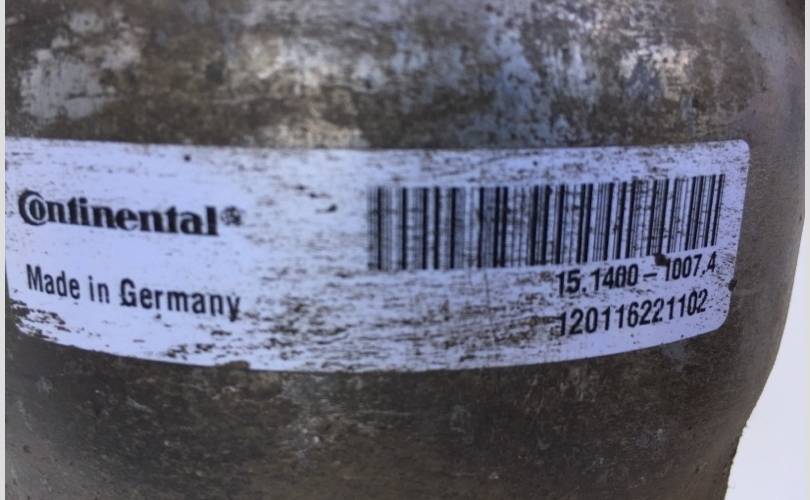 Continental®
Made in Germany
15.1400-1007.4
120116221102